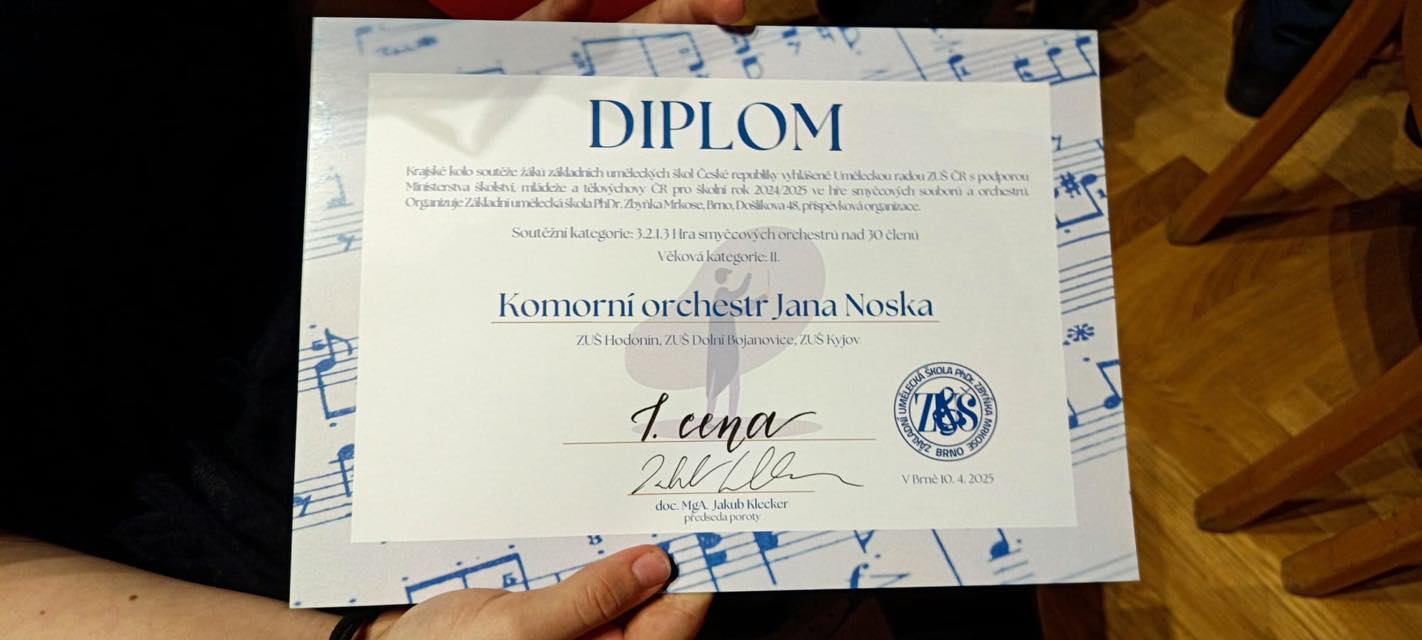 DIPLOM
Krajské kolo soutěže žáků základních uměleckých škol České republiky vyhlášené Uměleckou radou ZUŠ ČR s podporou
Ministerstva školství, mládeže a tělovýchovy ČR pro školní rok 2024/2025 ve hře smyčcových souborů a orchestrů.
Organizuje Základní umělecká škola PhDr. Zbyňka Mrkose, Brno, Došlíkova 48, příspěvková organizace.
Soutěžní kategorie: 3.2.1.3 Hra smyčcových orchestrů nad 30 členů
Věková kategorie: II.
Komorní orchestr Jana Noska
ZUŠ Hodonín, ZUŠ Dolní Bojanovice, ZUŠ Kyjov
1. cena
ZÁKLADNÍ UMĚLECKÁ ŠKOLA PhDr. ZBYŇKA MRKOSE BRNO
Z&Š
V Brně 10. 4. 2025
doc. MgA. Jakub Klecker
předseda poroty